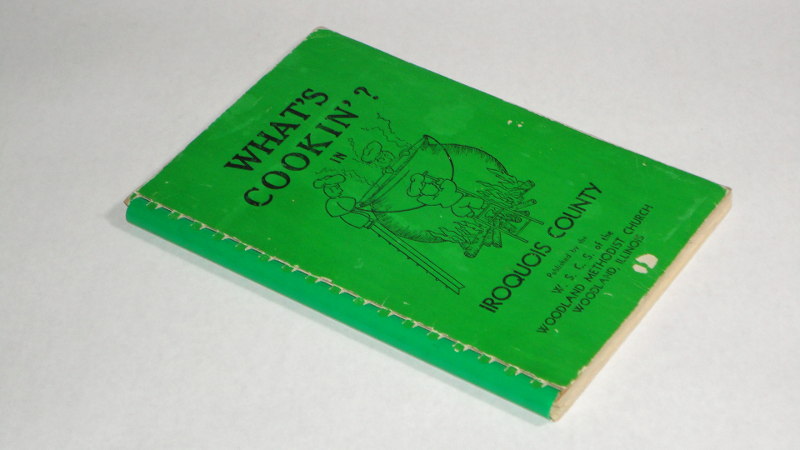 WHAT'S
COOKIN'?
IN
IROQUOIS COUNTY
Published by the
W. S. C. S. of the
WOODLAND METHODIST CHURCH
WOODLAND, ILLINOIS